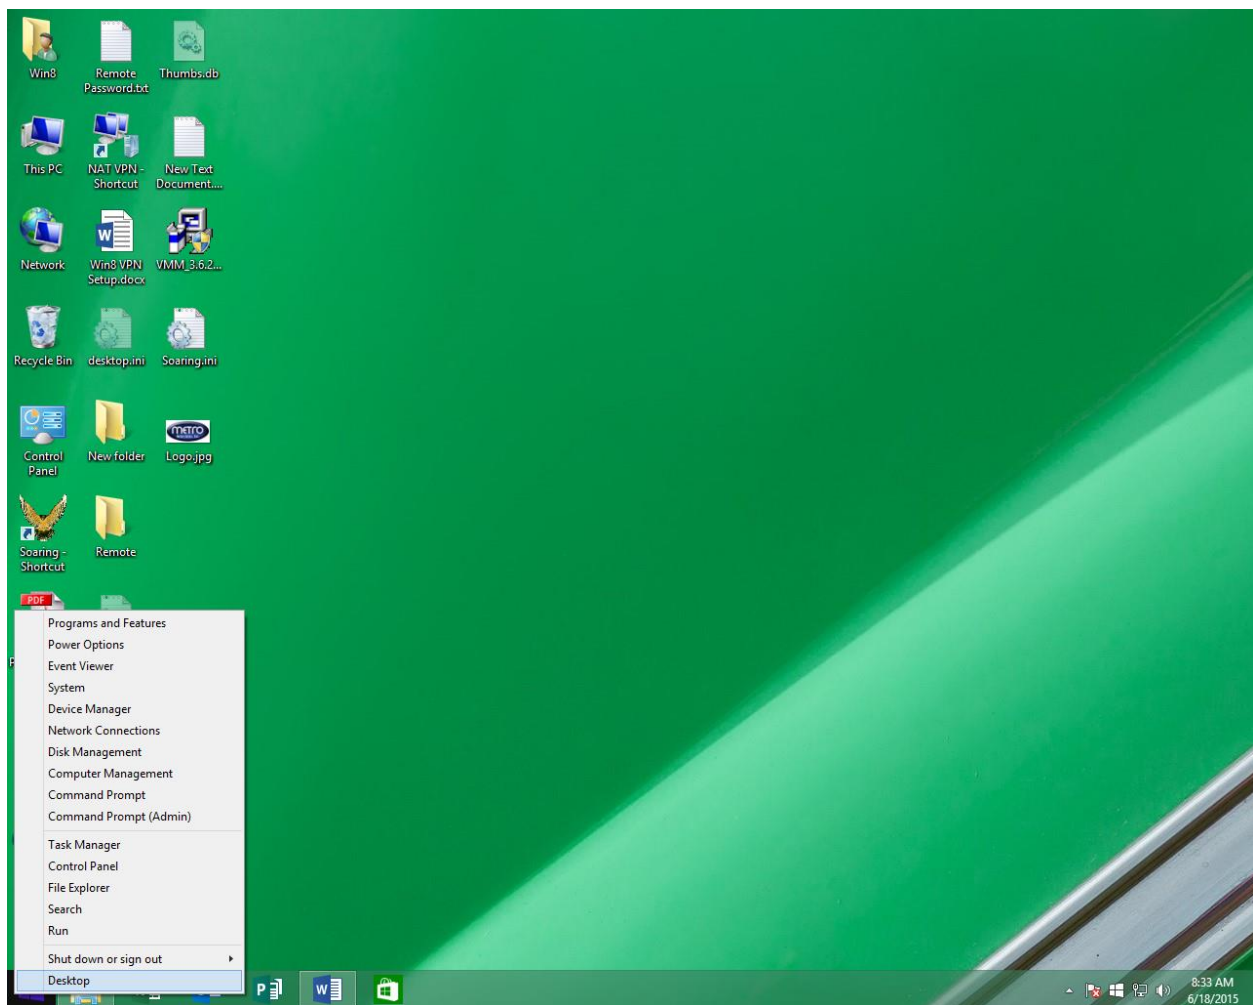 Win8
Remote
Password.txt
Thumbs.db
This PC
NAT VPN -
Shortcut
New Text
Document....
Network
Win8 VPN
Setup.docx
VMM_3.6.2...
Recycle Bin
desktop.ini
Soaring.ini
Control
Panel
New folder
METRO
Logo.jpg
Soaring -
Shortcut
Remote
PDF
Programs and Features
Power Options
Event Viewer
System
Device Manager
Network Connections
Disk Management
Computer Management
Command Prompt
Command Prompt (Admin)
Task Manager
Control Panel
File Explorer
Search
Run
Shut down or sign out
Desktop
8:33 AM
6/18/2015